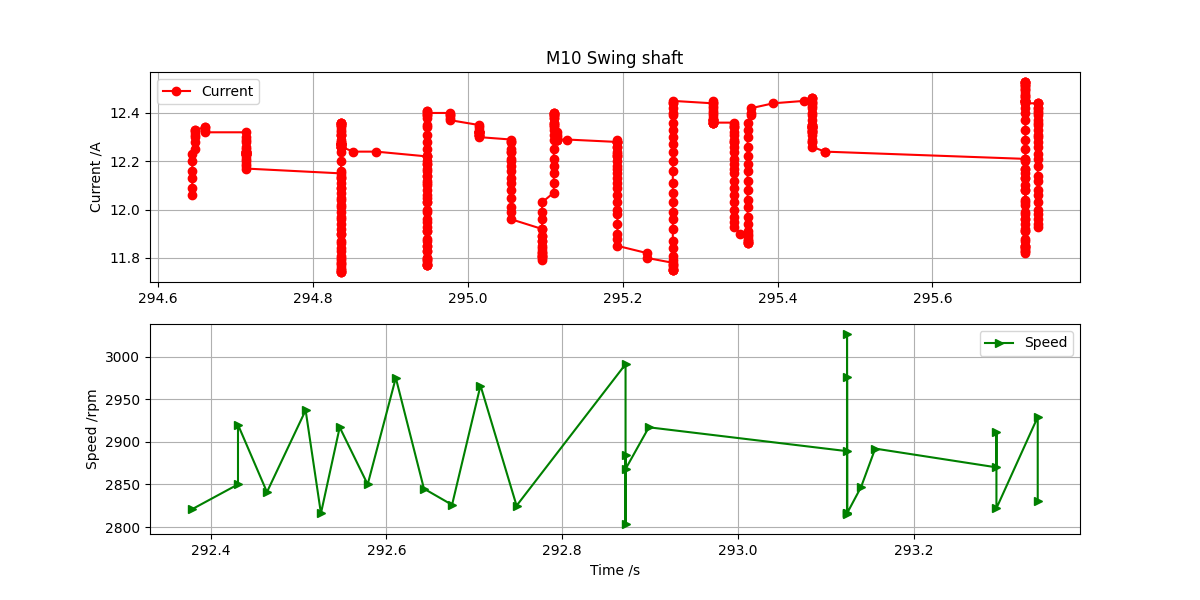 M10 Swing shaft
Current
Current /A
12.4
12.2
12.0
11.8
294.6 294.8 295.0 295.2 295.4 295.6
Speed
Speed /rpm
3000
2950
2900
2850
2800
292.4 292.6 292.8 293.0 293.2
Time /s